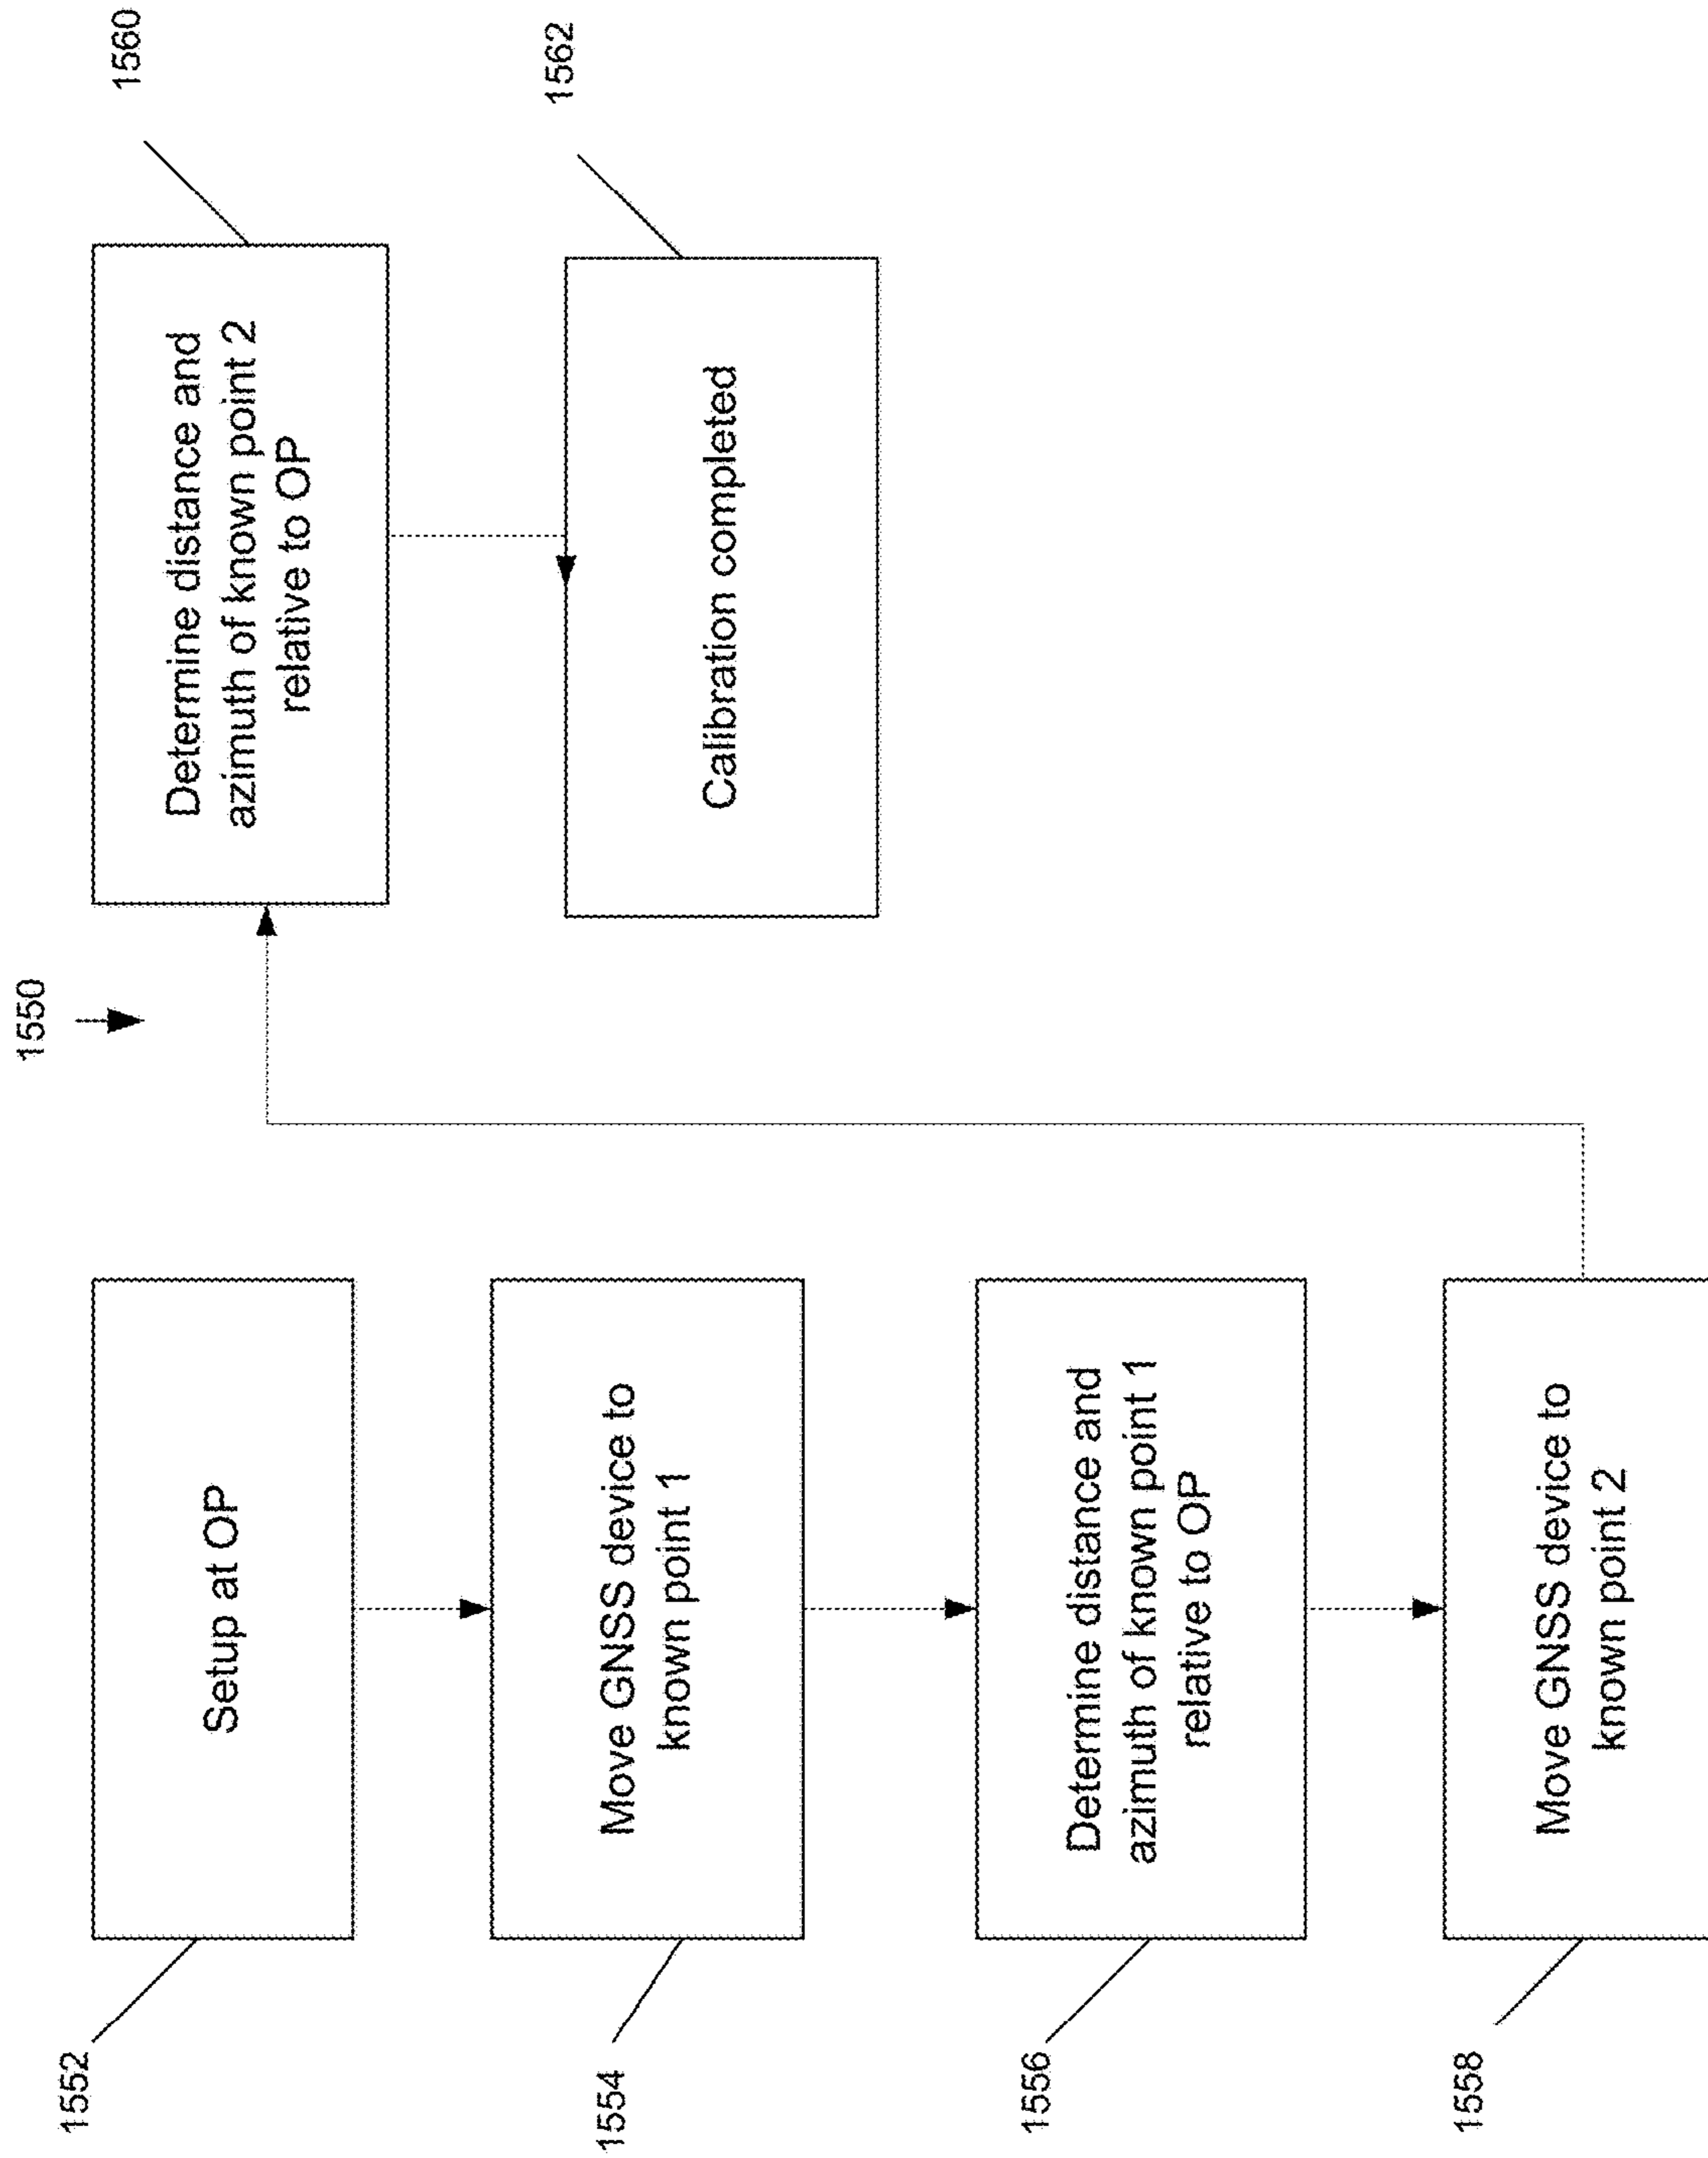 1550
1552
Setup at OP
1554
Move GNSS device to
known point 1
1556
Determine distance and
azimuth of known point 1
relative to OP
1558
Move GNSS device to
known point 2
1560
Determine distance and
azimuth of known point 2
relative to OP
1562
Calibration completed